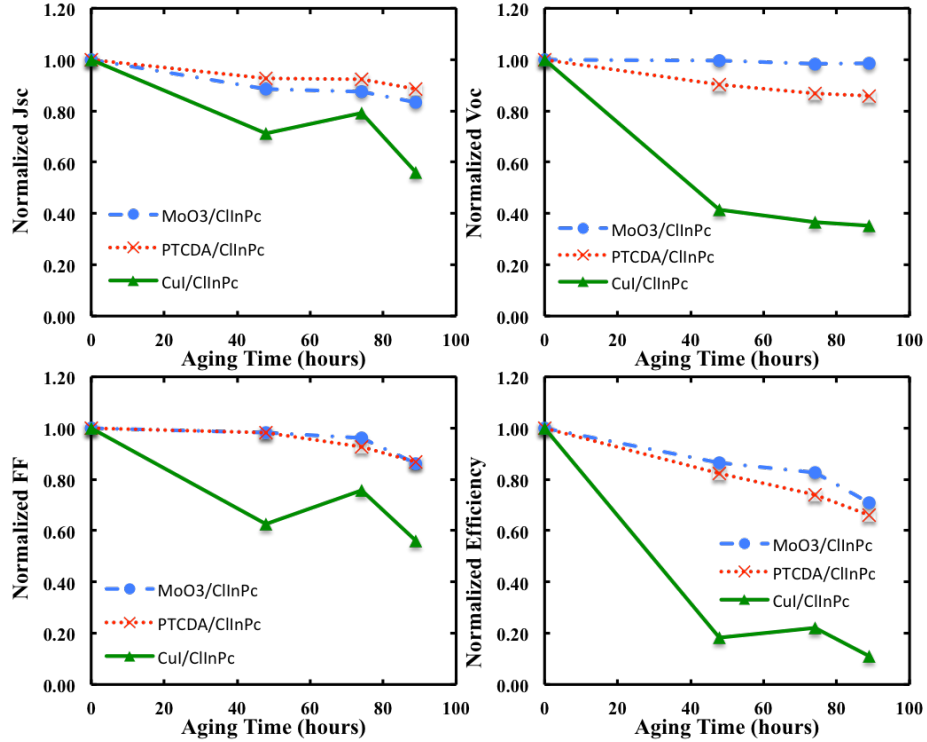 1.20
1.00
0.80
0.60
0.40
0.20
0.00
Normalized Jsc
MoO3/ClInPc
PTCDA/ClInPc
CuI/ClInPc
0 20 40 60 80 100
Aging Time (hours)
1.20
1.00
0.80
0.60
0.40
0.20
0.00
Normalized Voc
MoO3/ClInPc
PTCDA/ClInPc
CuI/ClInPc
0 20 40 60 80 100
Aging Time (hours)
1.20
1.00
0.80
0.60
0.40
0.20
0.00
Normalized FF
MoO3/ClInPc
PTCDA/ClInPc
CuI/ClInPc
0 20 40 60 80 100
Aging Time (hours)
1.20
1.00
0.80
0.60
0.40
0.20
0.00
Normalized Efficiency
MoO3/ClInPc
PTCDA/ClInPc
CuI/ClInPc
0 20 40 60 80 100
Aging Time (hours)